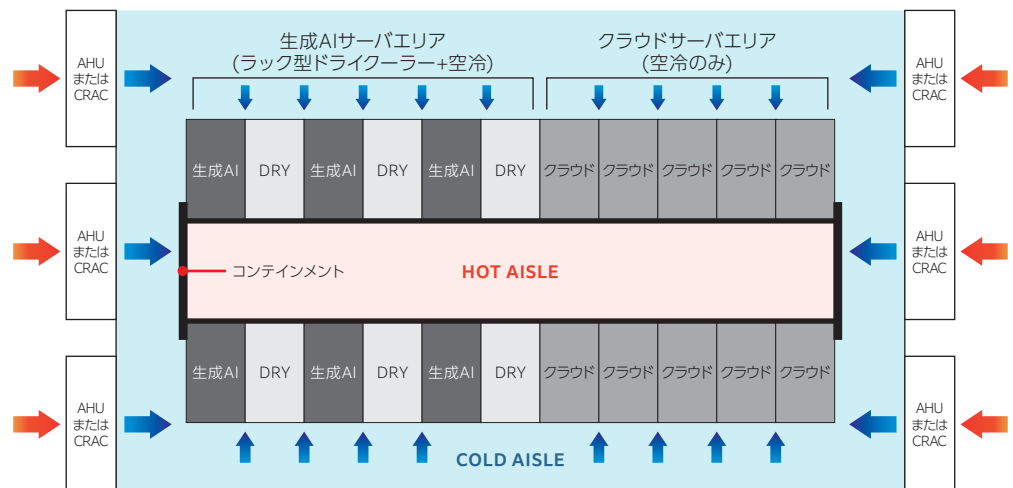 生成AIサーバエリア
(ラック型ドライクーラー+空冷)
クラウドサーバエリア
(空冷のみ)
AHU
または
CRAC
AHU
または
CRAC
生成AI DRY 生成AI DRY 生成AI DRY クラウド クラウド クラウド クラウド クラウド
AHU
または
CRAC
AHU
または
CRAC
コンテインメント
HOT AISLE
生成AI DRY 生成AI DRY 生成AI DRY クラウド クラウド クラウド クラウド クラウド
AHU
または
CRAC
AHU
または
CRAC
COLD AISLE